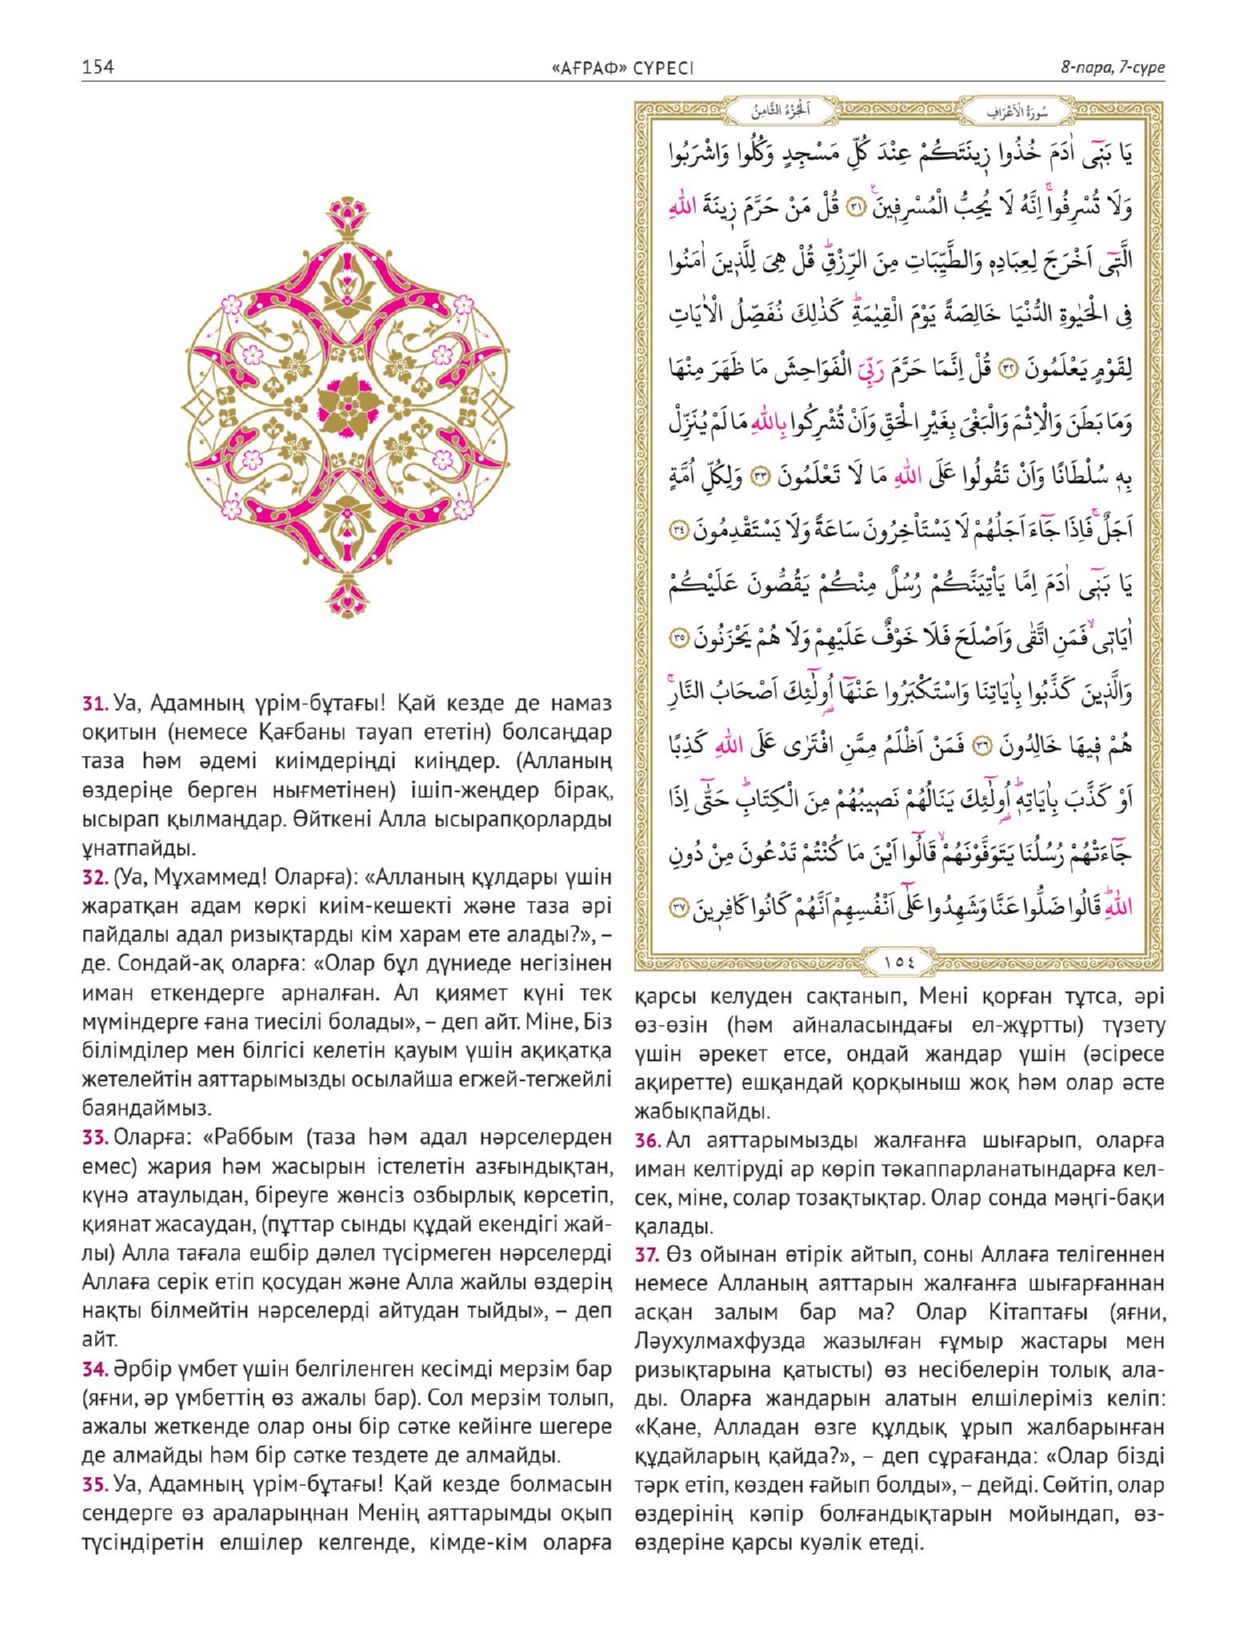 154
«АҒРАФ» СҮРЕСІ
8-пара, 7-сүре
اَلْجُزْءُ الثَّامِنُ
سُورَةُ الْاَعْرَافِ
يَا بَنٖٓى اٰدَمَ خُذُوا زٖينَتَكُمْ عِنْدَ كُلِّ مَسْجِدٍ وَكُلُوا وَاشْرَبُوا
وَلَا تُسْرِفُواۚ اِنَّهُ لَا يُحِبُّ الْمُسْرِفٖينَ ﴿٣١﴾ قُلْ مَنْ حَرَّمَ زٖينَةَ اللّٰهِ
الَّتٖٓى اَخْرَجَ لِعِبَادِهٖ وَالطَّيِّبَاتِ مِنَ الرِّزْقِؕ قُلْ هِىَ لِلَّذٖينَ اٰمَنُوا
فِى الْحَيٰوةِ الدُّنْيَا خَالِصَةً يَوْمَ الْقِيٰمَةِؕ كَذٰلِكَ نُفَصِّلُ الْاٰيَاتِ
لِقَوْمٍ يَعْلَمُونَ ﴿٣٢﴾ قُلْ اِنَّمَا حَرَّمَ رَبِّىَ الْفَوَاحِشَ مَا ظَهَرَ مِنْهَا
وَمَا بَطَنَ وَالْاِثْمَ وَالْبَغْىَ بِغَيْرِ الْحَقِّ وَاَنْ تُشْرِكُوا بِاللّٰهِ مَا لَمْ يُنَزِّلْ
بِهٖ سُلْطَانًا وَاَنْ تَقُولُوا عَلَى اللّٰهِ مَا لَا تَعْلَمُونَ ﴿٣٣﴾ وَلِكُلِّ اُمَّةٍ
اَجَلٌۚ فَاِذَا جَٓاءَ اَجَلُهُمْ لَا يَسْتَاْخِرُونَ سَاعَةً وَلَا يَسْتَقْدِمُونَ ﴿٣٤﴾
يَا بَنٖٓى اٰدَمَ اِمَّا يَاْتِيَنَّكُمْ رُسُلٌ مِنْكُمْ يَقُصُّونَ عَلَيْكُمْ
اٰيَاتٖىۙ فَمَنِ اتَّقٰى وَاَصْلَحَ فَلَا خَوْفٌ عَلَيْهِمْ وَلَا هُمْ يَحْزَنُونَ ﴿٣٥﴾
وَالَّذٖينَ كَذَّبُوا بِاٰيَاتِنَا وَاسْتَكْبَرُوا عَنْهَٓا اُو۬لٰٓئِكَ اَصْحَابُ النَّارِۚ
هُمْ فٖيهَا خَالِدُونَ ﴿٣٦﴾ فَمَنْ اَظْلَمُ مِمَّنِ افْتَرٰى عَلَى اللّٰهِ كَذِبًا
اَوْ كَذَّبَ بِاٰيَاتِهٖؕ اُو۬لٰٓئِكَ يَنَالُهُمْ نَصٖيبُهُمْ مِنَ الْكِتَابِؕ حَتّٰٓى اِذَا
جَٓاءَتْهُمْ رُسُلُنَا يَتَوَفَّوْنَهُمْۙ قَالُٓوا اَيْنَ مَا كُنْتُمْ تَدْعُونَ مِنْ دُونِ
اللّٰهِؕ قَالُوا ضَلُّوا عَنَّا وَشَهِدُوا عَلٰٓى اَنْفُسِهِمْ اَنَّهُمْ كَانُوا كَافِرٖينَ ﴿٣٧﴾
١٥٤
31. Уа, Адамның үрім-бұтағы! Қай кезде де намаз
оқитын (немесе Қағбаны тауап ететін) болсаңдар
таза һәм әдемі киімдеріңді киіңдер. (Алланың
өздеріңе берген нығметінен) ішіп-жеңдер бірақ,
ысырап қылмаңдар. Өйткені Алла ысырапқорларды
ұнатпайды.
32. (Уа, Мұхаммед! Оларға): «Алланың құлдары үшін
жаратқан адам көркі киім-кешекті және таза әрі
пайдалы адал ризықтарды кім харам ете алады?», –
де. Сондай-ақ оларға: «Олар бұл дүниеде негізінен
иман еткендерге арналған. Ал қиямет күні тек
мүміндерге ғана тиесілі болады», – деп айт. Міне, Біз
білімділер мен білгісі келетін қауым үшін ақиқатқа
жетелейтін аяттарымызды осылайша егжей-тегжейлі
баяндаймыз.
33. Оларға: «Раббым (таза һәм адал нәрселерден
емес) жария һәм жасырын істелетін азғындықтан,
күнә атаулыдан, біреуге жөнсіз озбырлық көрсетіп,
қиянат жасаудан, (пұттар сынды құдай екендігі жай-
лы) Алла тағала ешбір дәлел түсірмеген нәрселерді
Аллаға серік етіп қосудан және Алла жайлы өздерің
нақты білмейтін нәрселерді айтудан тыйды», – деп
айт.
34. Әрбір үмбет үшін белгіленген кесімді мерзім бар
(яғни, әр үмбеттің өз ажалы бар). Сол мерзім толып,
ажалы жеткенде олар оны бір сәтке кейінге шегере
де алмайды һәм бір сәтке тездете де алмайды.
35. Уа, Адамның үрім-бұтағы! Қай кезде болмасын
сендерге өз араларыңнан Менің аяттарымды оқып
түсіндіретін елшілер келгенде, кімде-кім оларға
қарсы келуден сақтанып, Мені қорған тұтса, әрі
өз-өзін (һәм айналасындағы ел-жұртты) түзету
үшін әрекет етсе, ондай жандар үшін (әсіресе
ақиретте) ешқандай қорқыныш жоқ һәм олар әсте
жабықпайды.
36. Ал аяттарымызды жалғанға шығарып, оларға
иман келтіруді ар көріп тәкаппарланатындарға кел-
сек, міне, солар тозақтықтар. Олар сонда мәңгі-бақи
қалады.
37. Өз ойынан өтірік айтып, соны Аллаға телігеннен
немесе Алланың аяттарын жалғанға шығарғаннан
асқан залым бар ма? Олар Кітаптағы (яғни,
Ләухулмахфузда жазылған ғұмыр жастары мен
ризықтарына қатысты) өз несібелерін толық ала-
ды. Оларға жандарын алатын елшілеріміз келіп:
«Қане, Алладан өзге құлдық ұрып жалбарынған
құдайларың қайда?», – деп сұрағанда: «Олар бізді
тәрк етіп, көзден ғайып болды», – дейді. Сөйтіп, олар
өздерінің кәпір болғандықтарын мойындап, өз-
өздеріне қарсы куәлік етеді.